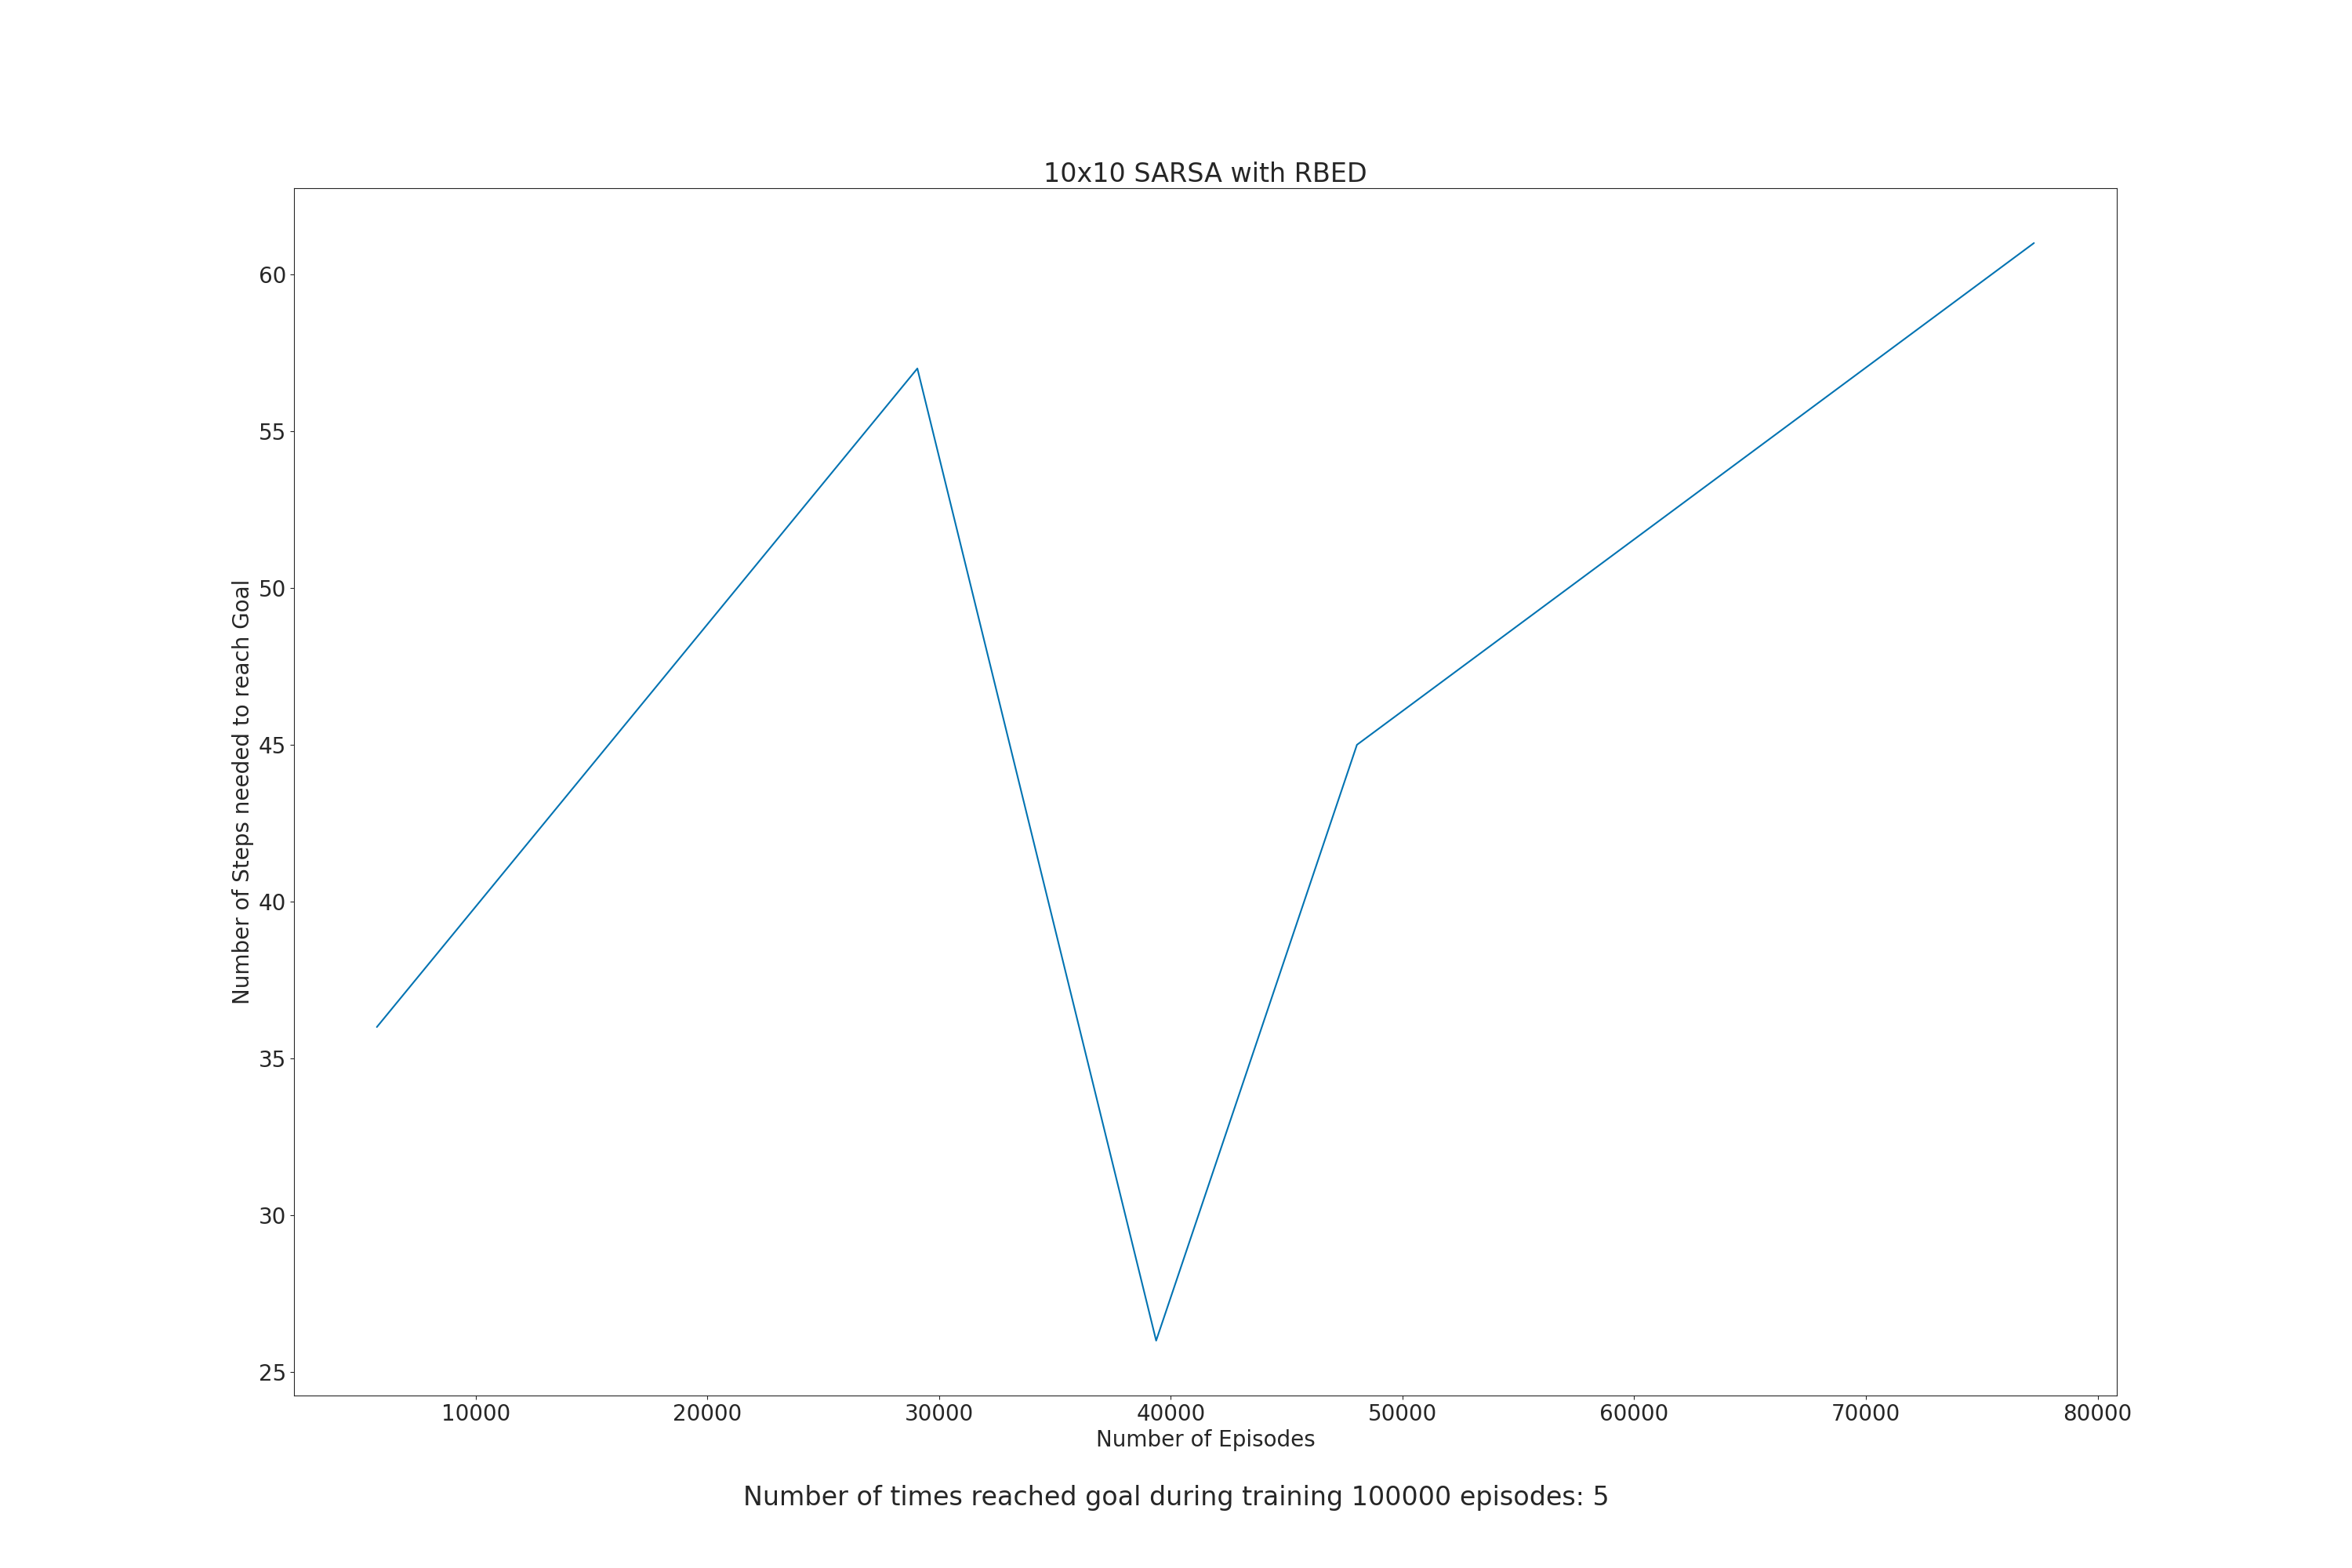 10x10 SARSA with RBED
60
55
50
45
40
35
30
25
Number of Steps needed to reach Goal
10000 20000 30000 40000 50000 60000 70000 80000
Number of Episodes
Number of times reached goal during training 100000 episodes: 5